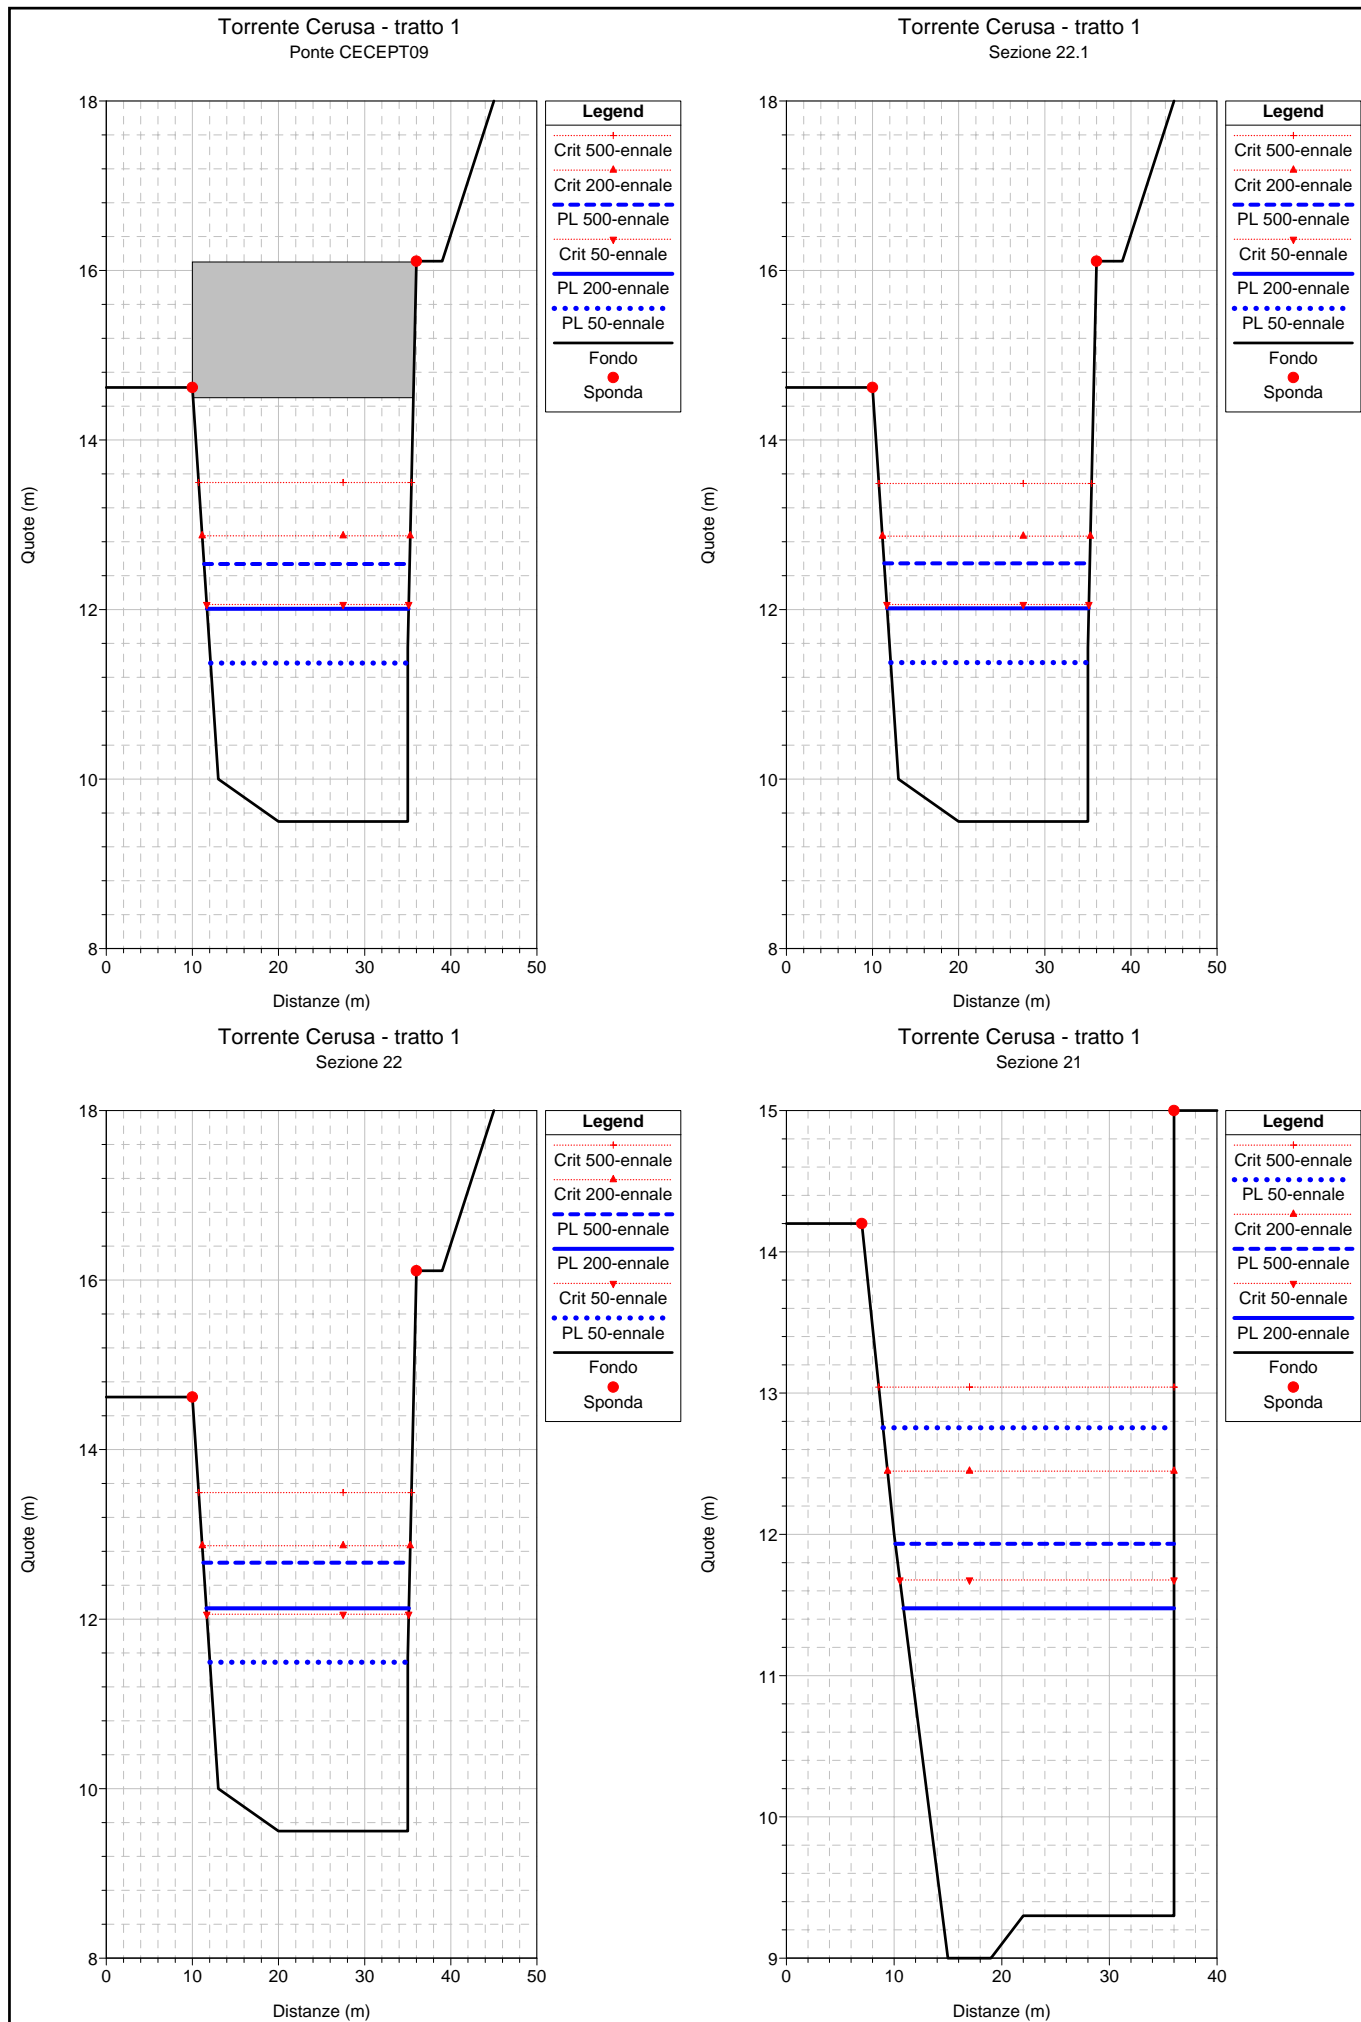 Torrente Cerusa - tratto 1
Ponte CECEPT09
18
16
14
12
10
8
0 10 20 30 40 50
Quote (m)
Distanze (m)
Legend
Crit 500-ennale
Crit 200-ennale
PL 500-ennale
Crit 50-ennale
PL 200-ennale
PL 50-ennale
Fondo
Sponda
Torrente Cerusa - tratto 1
Sezione 22.1
18
16
14
12
10
8
0 10 20 30 40 50
Quote (m)
Distanze (m)
Legend
Crit 500-ennale
Crit 200-ennale
PL 500-ennale
Crit 50-ennale
PL 200-ennale
PL 50-ennale
Fondo
Sponda
Torrente Cerusa - tratto 1
Sezione 22
18
16
14
12
10
8
0 10 20 30 40 50
Quote (m)
Distanze (m)
Legend
Crit 500-ennale
Crit 200-ennale
PL 500-ennale
PL 200-ennale
Crit 50-ennale
PL 50-ennale
Fondo
Sponda
Torrente Cerusa - tratto 1
Sezione 21
15
14
13
12
11
10
9
0 10 20 30 40
Quote (m)
Distanze (m)
Legend
Crit 500-ennale
PL 50-ennale
Crit 200-ennale
PL 500-ennale
Crit 50-ennale
PL 200-ennale
Fondo
Sponda